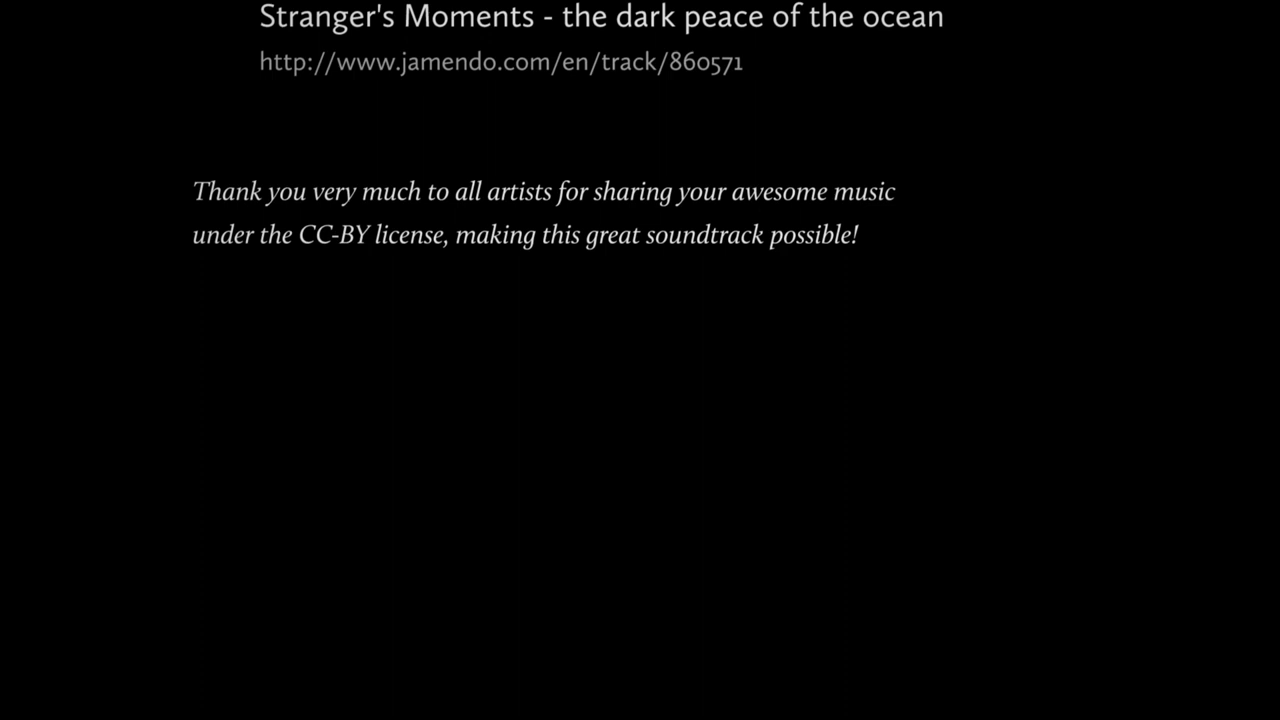 Stranger's Moments - the dark peace of the ocean
http://www.jamendo.com/en/track/860571
Thank you very much to all artists for sharing your awesome music
under the CC-BY license, making this great soundtrack possible!